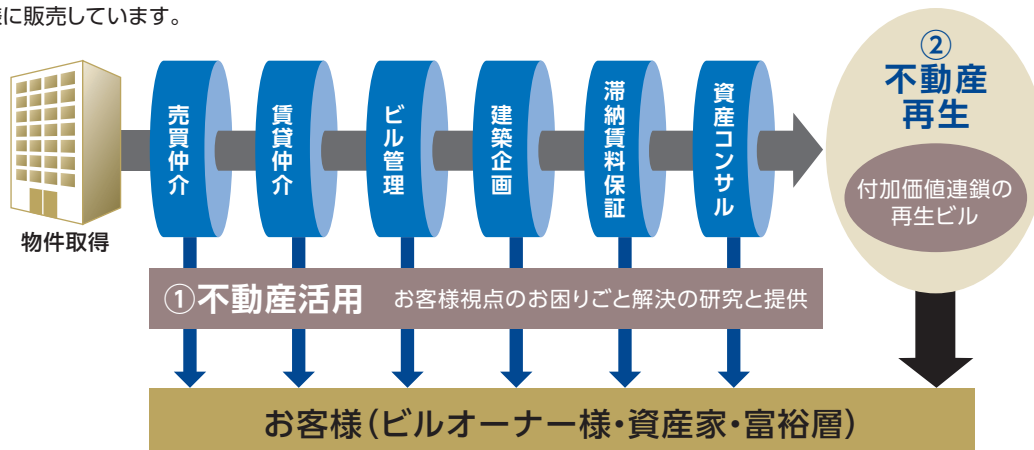 様に販売しています。
物件取得
売買仲介
賃貸仲介
ビル管理
建築企画
滞納賃料保証
資産コンサル
②
不動産
再生
付加価値連鎖の
再生ビル
①不動産活用 お客様視点のお困りごと解決の研究と提供
お客様(ビルオーナー様・資産家・富裕層)